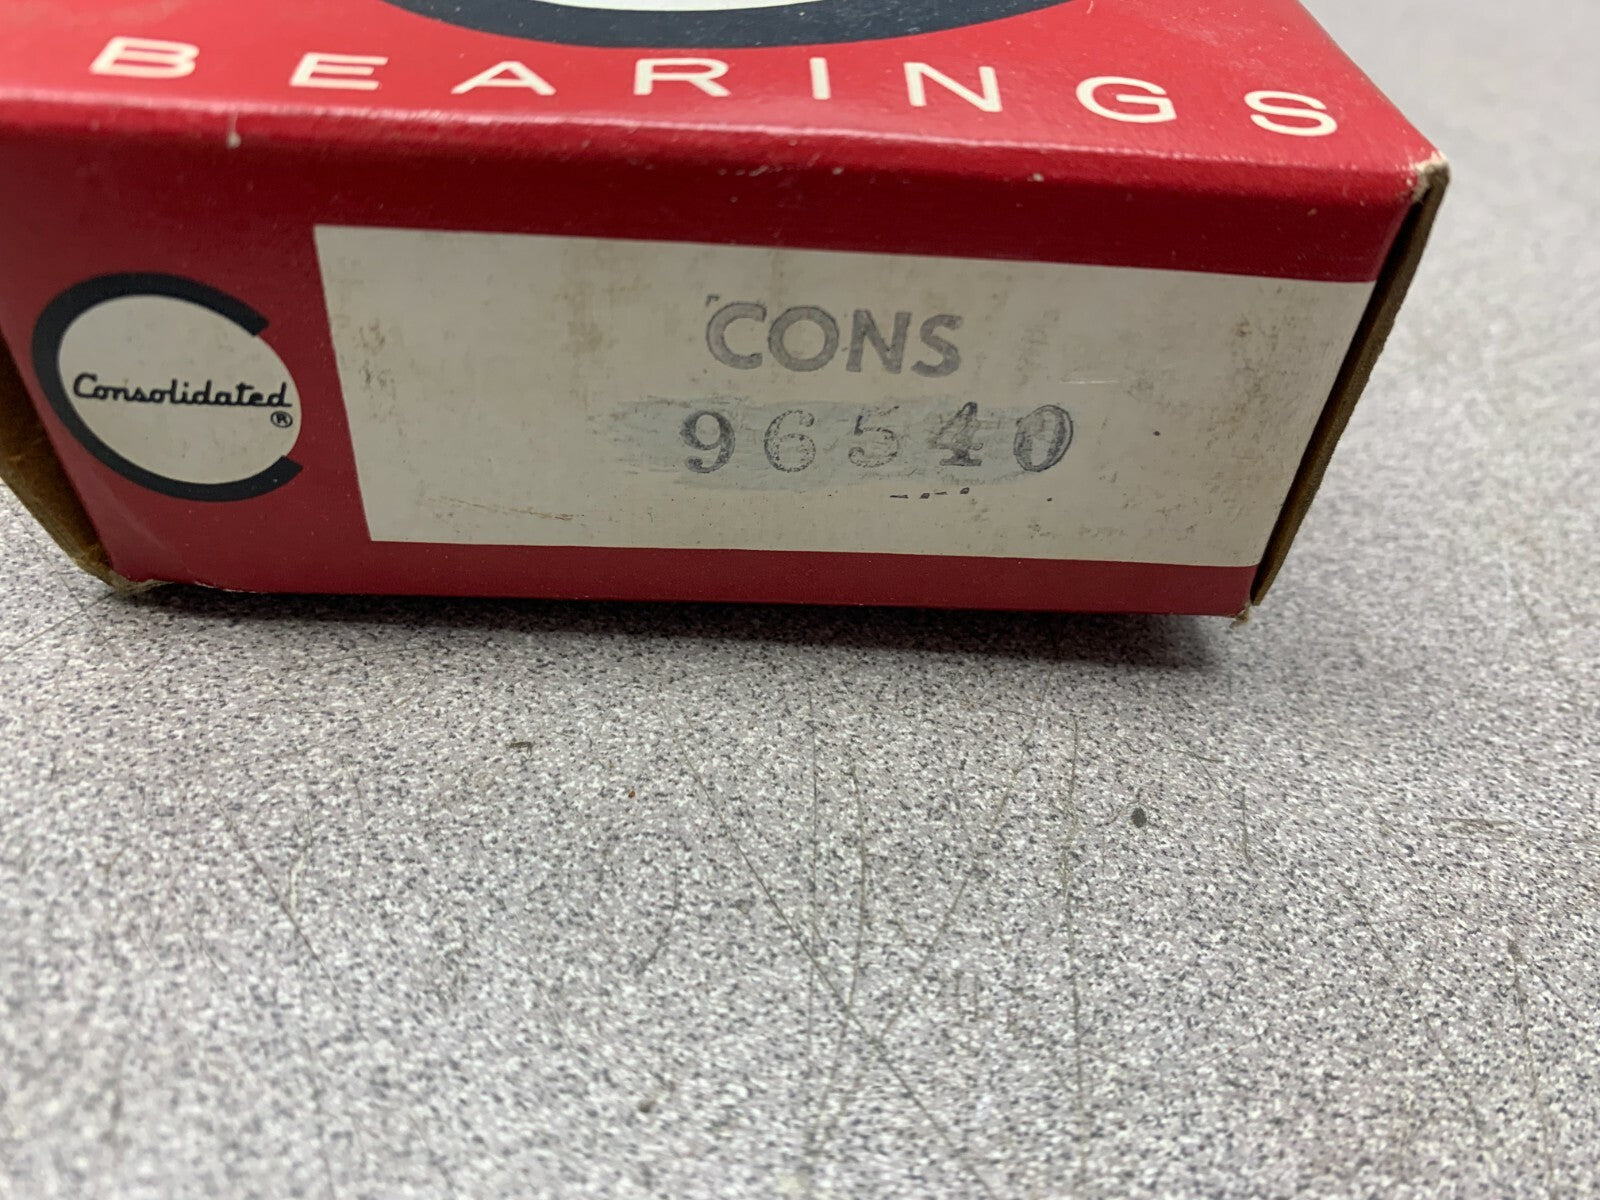 BEARINGS
Consolidated
®
CONS
96540